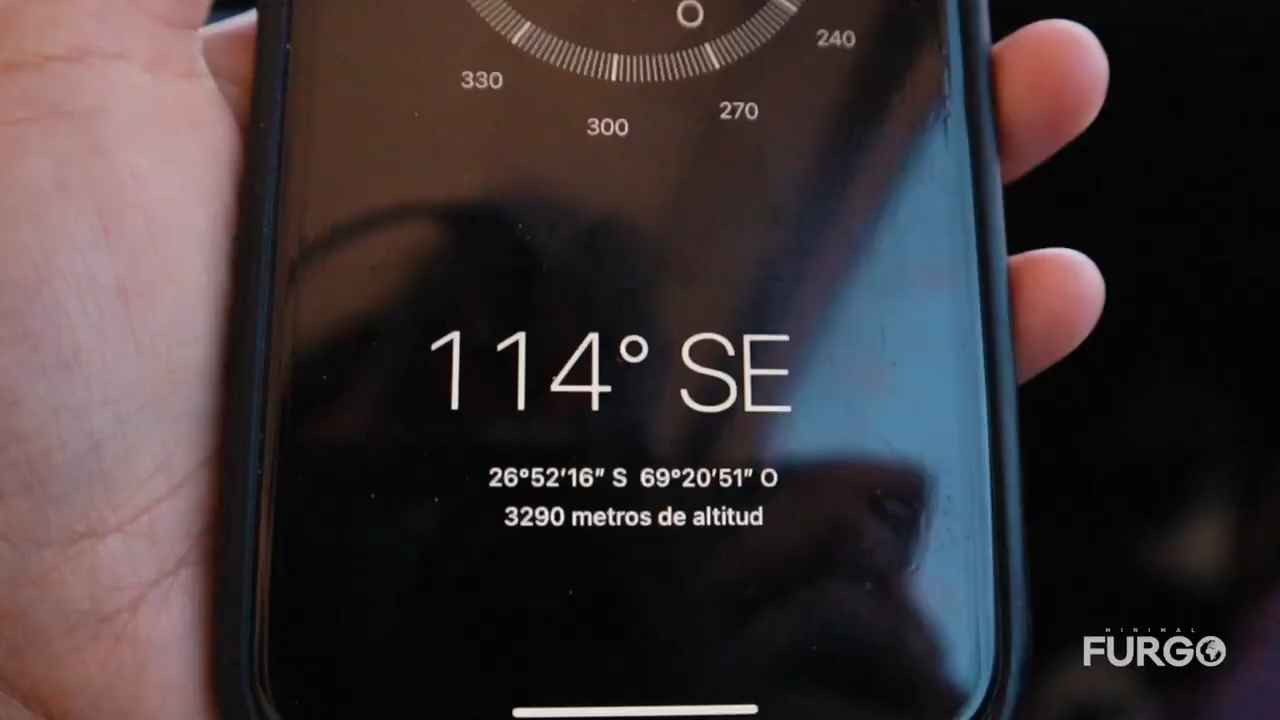 O
240
330
270
300
114° SE
26°52'16" S 69°20'51" O
3290 metros de altitud
MINIMAL
FURGO